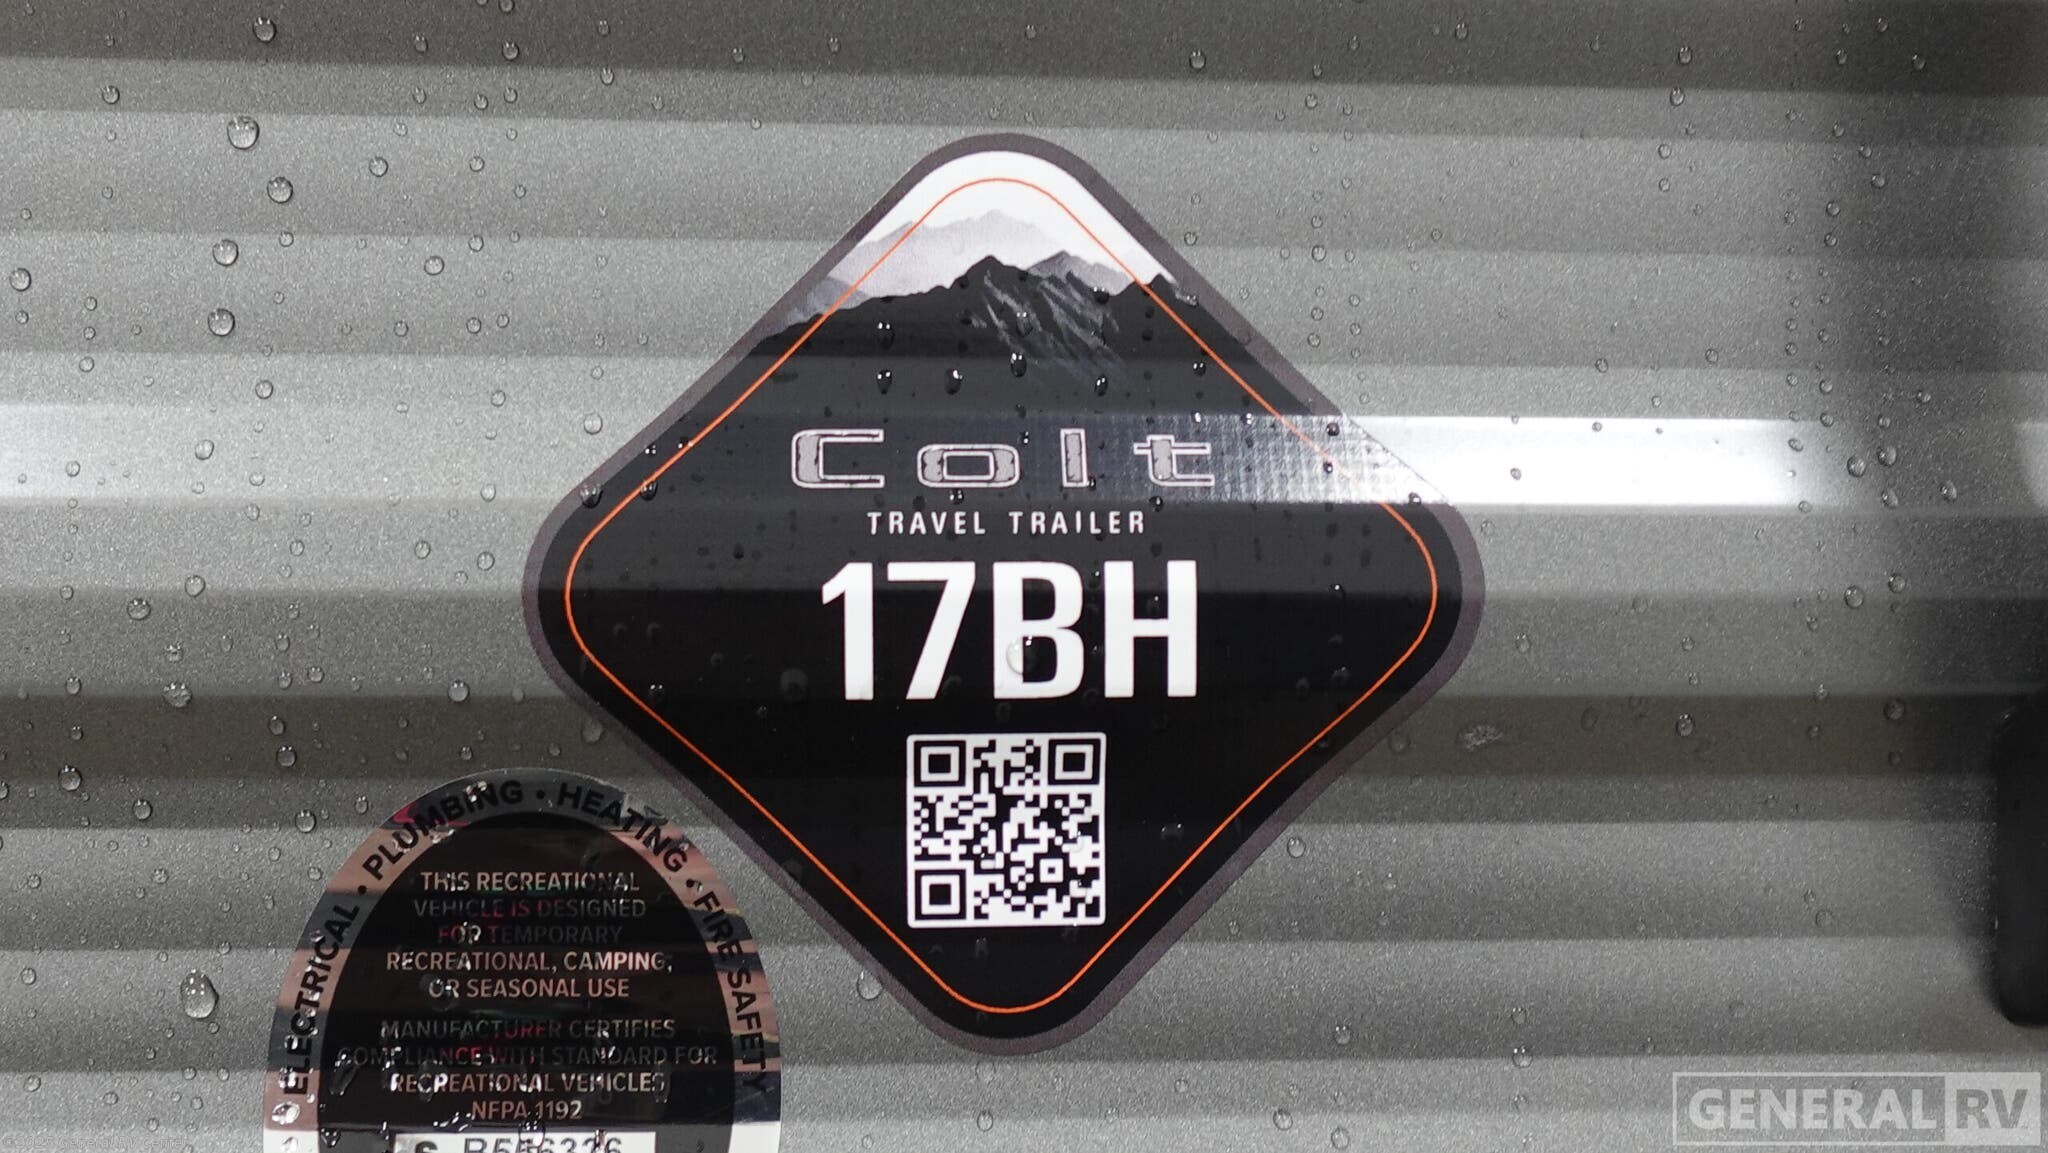 Colt
TRAVEL TRAILER
17BH
ELECTRICAL • PLUMBING • HEATING • FIRE SAFETY
THIS RECREATIONAL
VEHICLE IS DESIGNED
FOR TEMPORARY
RECREATIONAL, CAMPING,
OR SEASONAL USE
MANUFACTURER CERTIFIES
COMPLIANCE WITH STANDARD FOR
RECREATIONAL VEHICLES
NFPA 1192
GENERAL RV